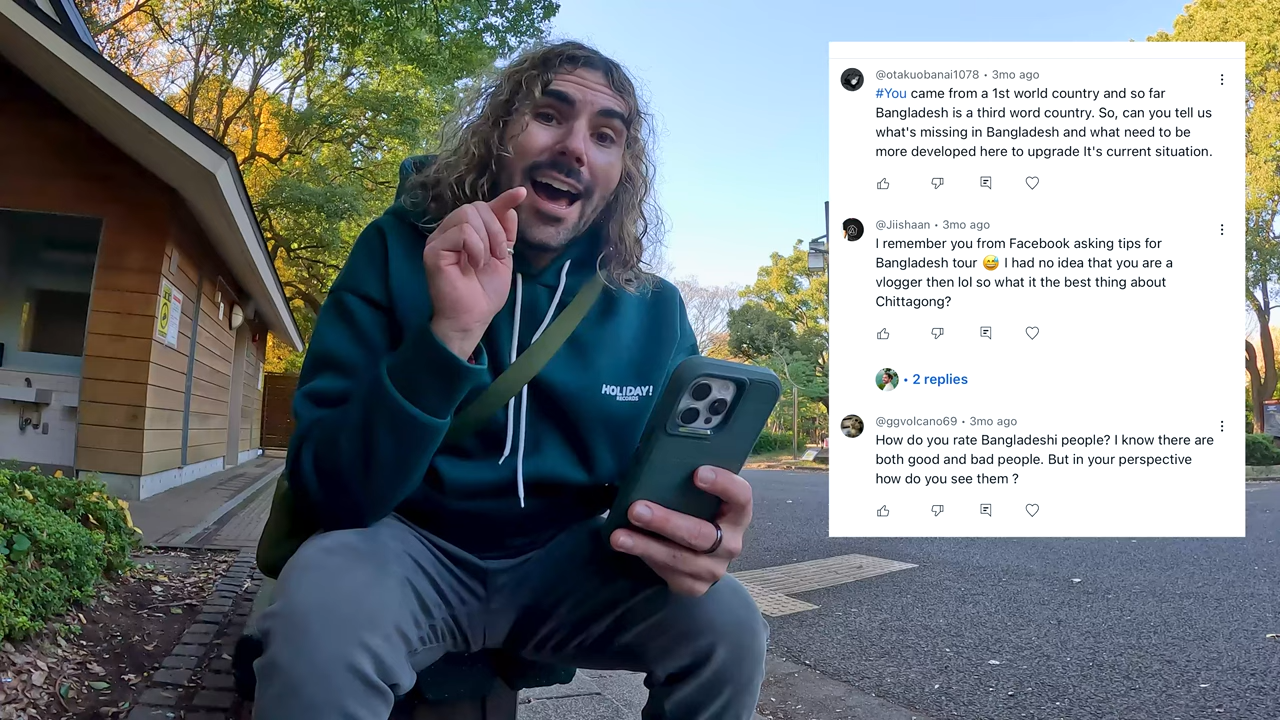 HOLIDAY!
RECORDS
@otakuobanai1078 • 3mo ago
#You came from a 1st world country and so far
Bangladesh is a third word country. So, can you tell us
what's missing in Bangladesh and what need to be
more developed here to upgrade It's current situation.
@Jiishaan • 3mo ago
I remember you from Facebook asking tips for
Bangladesh tour 😅 I had no idea that you are a
vlogger then lol so what it the best thing about
Chittagong?
• 2 replies
@ggvolcano69 • 3mo ago
How do you rate Bangladeshi people? I know there are
both good and bad people. But in your perspective
how do you see them ?